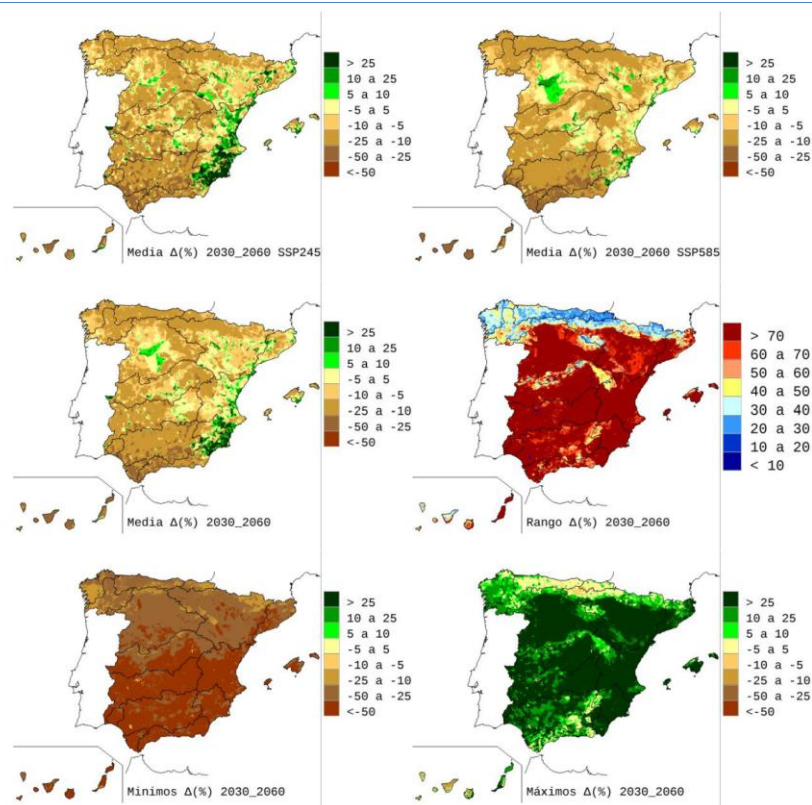 > 25
10 a 25
5 a 10
-5 a 5
-10 a -5
-25 a -10
-50 a -25
<-50
Media Δ(%) 2030_2060 SSP245
> 25
10 a 25
5 a 10
-5 a 5
-10 a -5
-25 a -10
-50 a -25
<-50
Media Δ(%) 2030_2060 SSP585
> 25
10 a 25
5 a 10
-5 a 5
-10 a -5
-25 a -10
-50 a -25
<-50
Media Δ(%) 2030_2060
> 70
60 a 70
50 a 60
40 a 50
30 a 40
20 a 30
10 a 20
< 10
Rango Δ(%) 2030_2060
> 25
10 a 25
5 a 10
-5 a 5
-10 a -5
-25 a -10
-50 a -25
<-50
Minimos Δ(%) 2030_2060
> 25
10 a 25
5 a 10
-5 a 5
-10 a -5
-25 a -10
-50 a -25
<-50
Máximos Δ(%) 2030_2060